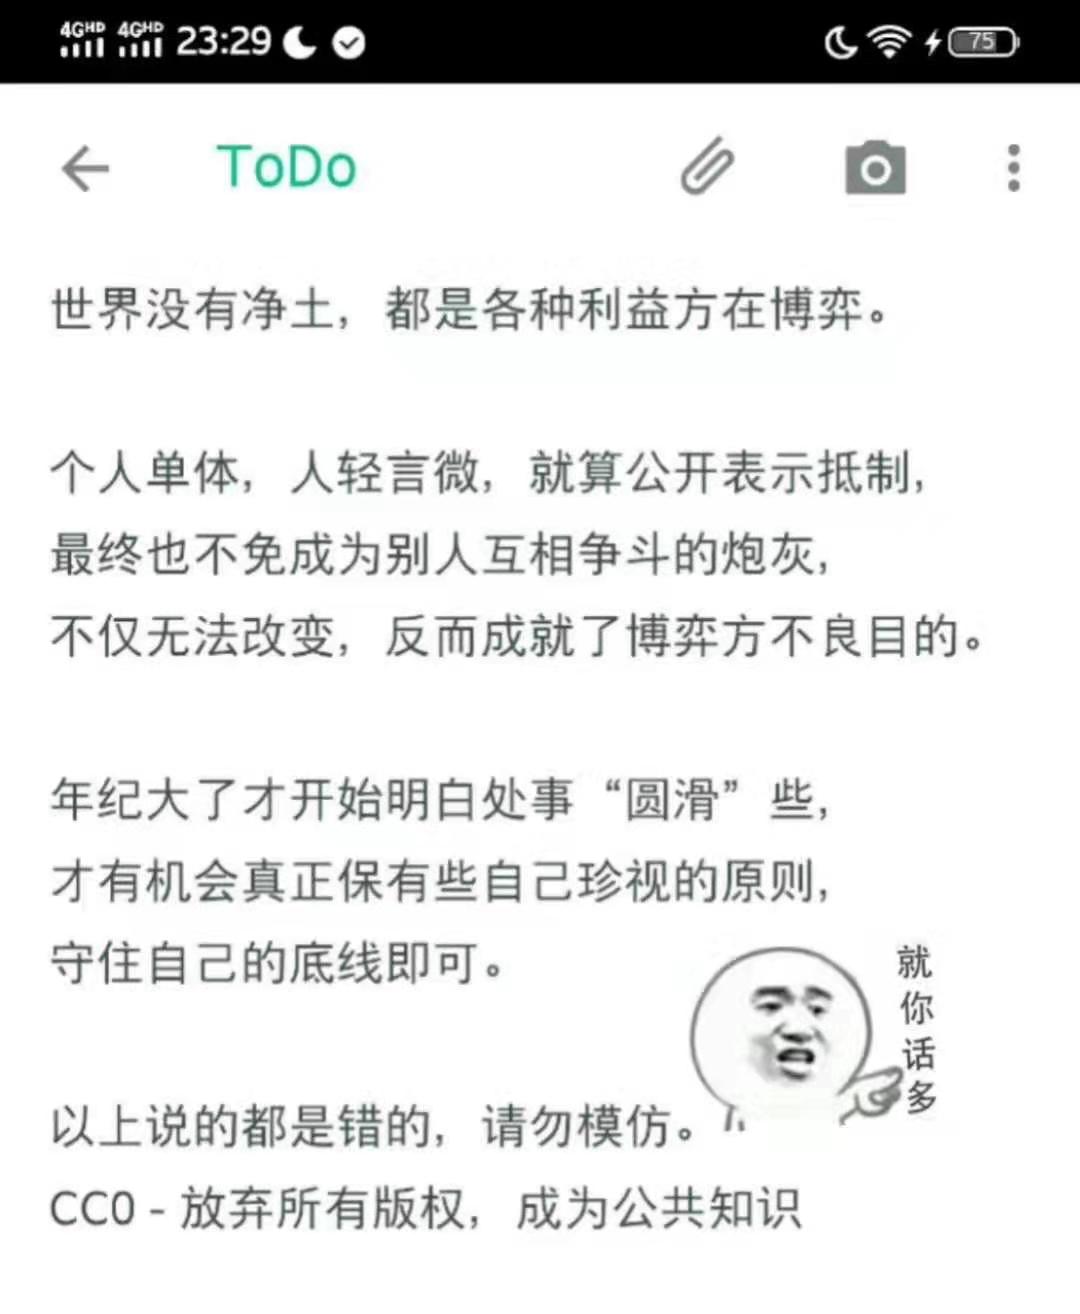 4GHD 4GHD 23:29 75
ToDo
世界没有净土，都是各种利益方在博弈。
个人单体，人轻言微，就算公开表示抵制，
最终也不免成为别人互相争斗的炮灰，
不仅无法改变，反而成就了博弈方不良目的。
年纪大了才开始明白处事“圆滑”些，
才有机会真正保有些自己珍视的原则，
守住自己的底线即可。
就你话多
以上说的都是错的，请勿模仿。
CC0 - 放弃所有版权，成为公共知识